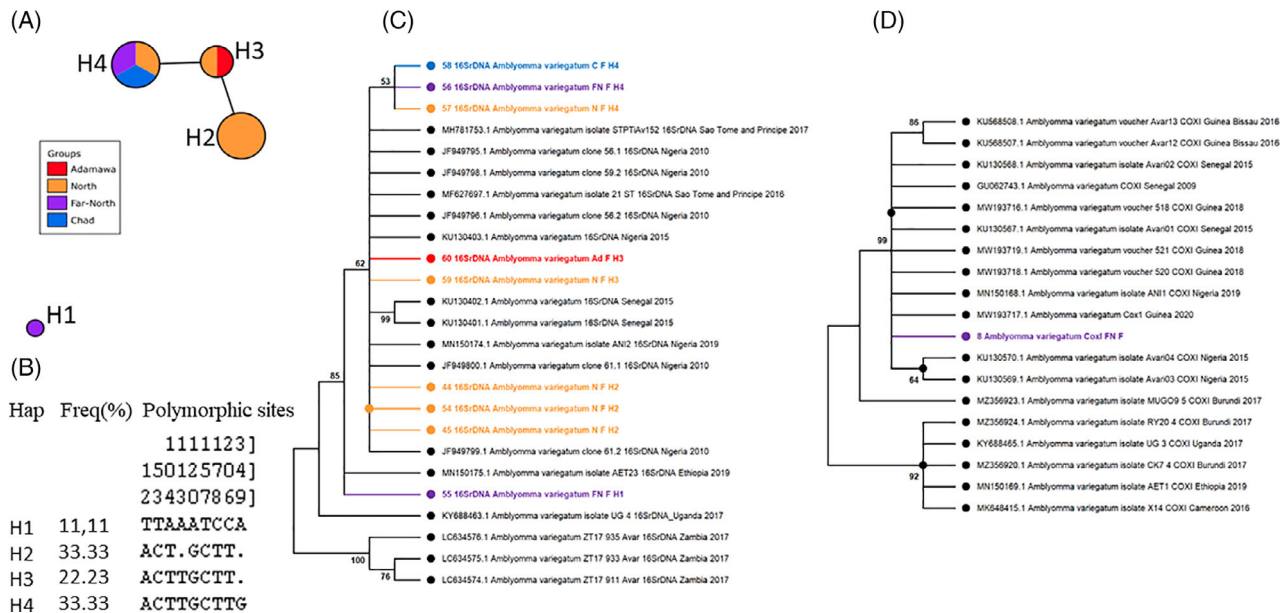 (A)
H4
H3
H2
Groups
Adamawa
North
Far-North
Chad
H1
(B)
Hap Freq(%) Polymorphic sites
1111123]
150125704]
234307869]
H1 11,11 TTAAATCCA
H2 33.33 ACT.GCTT.
H3 22.23 ACTTGCTT.
H4 33.33 ACTTGCTTG
(C)
58 16SrDNA Amblyomma variegatum C F H4
53
56 16SrDNA Amblyomma variegatum FN F H4
57 16SrDNA Amblyomma variegatum N F H4
MH781753.1 Amblyomma variegatum isolate STPTiAv152 16SrDNA Sao Tome and Principe 2017
JF949795.1 Amblyomma variegatum clone 56.1 16SrDNA Nigeria 2010
JF949798.1 Amblyomma variegatum clone 59.2 16SrDNA Nigeria 2010
MF627697.1 Amblyomma variegatum isolate 21 ST 16SrDNA Sao Tome and Principe 2016
JF949796.1 Amblyomma variegatum clone 56.2 16SrDNA Nigeria 2010
KU130403.1 Amblyomma variegatum 16SrDNA Nigeria 2015
62
60 16SrDNA Amblyomma variegatum Ad F H3
59 16SrDNA Amblyomma variegatum N F H3
KU130402.1 Amblyomma variegatum 16SrDNA Senegal 2015
99
KU130401.1 Amblyomma variegatum 16SrDNA Senegal 2015
MN150174.1 Amblyomma variegatum isolate ANI2 16SrDNA Nigeria 2019
JF949800.1 Amblyomma variegatum clone 61.1 16SrDNA Nigeria 2010
85
44 16SrDNA Amblyomma variegatum N F H2
54 16SrDNA Amblyomma variegatum N F H2
45 16SrDNA Amblyomma variegatum N F H2
JF949799.1 Amblyomma variegatum clone 61.2 16SrDNA Nigeria 2010
MN150175.1 Amblyomma variegatum isolate AET23 16SrDNA Ethiopia 2019
55 16SrDNA Amblyomma variegatum FN F H1
KY688463.1 Amblyomma variegatum isolate UG 4 16SrDNA_Uganda 2017
LC634576.1 Amblyomma variegatum ZT17 935 Avar 16SrDNA Zambia 2017
100
LC634575.1 Amblyomma variegatum ZT17 933 Avar 16SrDNA Zambia 2017
76
LC634574.1 Amblyomma variegatum ZT17 911 Avar 16SrDNA Zambia 2017
(D)
KU568508.1 Amblyomma variegatum voucher Avar13 COXI Guinea Bissau 2016
86
KU568507.1 Amblyomma variegatum voucher Avar12 COXI Guinea Bissau 2016
KU130568.1 Amblyomma variegatum isolate Avari02 COXI Senegal 2015
GU062743.1 Amblyomma variegatum COXI Senegal 2009
MW193716.1 Amblyomma variegatum voucher 518 COXI Guinea 2018
KU130567.1 Amblyomma variegatum isolate Avari01 COXI Senegal 2015
99
MW193719.1 Amblyomma variegatum voucher 521 COXI Guinea 2018
MW193718.1 Amblyomma variegatum voucher 520 COXI Guinea 2018
MN150168.1 Amblyomma variegatum isolate ANI1 COXI Nigeria 2019
MW193717.1 Amblyomma variegatum Cox1 Guinea 2020
8 Amblyomma variegatum CoxI FN F
KU130570.1 Amblyomma variegatum isolate Avari04 COXI Nigeria 2015
64
KU130569.1 Amblyomma variegatum isolate Avari03 COXI Nigeria 2015
MZ356923.1 Amblyomma variegatum isolate MUGO9 5 COXI Burundi 2017
MZ356924.1 Amblyomma variegatum isolate RY20 4 COXI Burundi 2017
KY688465.1 Amblyomma variegatum isolate UG 3 COXI Uganda 2017
MZ356920.1 Amblyomma variegatum isolate CK7 4 COXI Burundi 2017
92
MN150169.1 Amblyomma variegatum isolate AET1 COXI Ethiopia 2019
MK648415.1 Amblyomma variegatum isolate X14 COXI Cameroon 2016